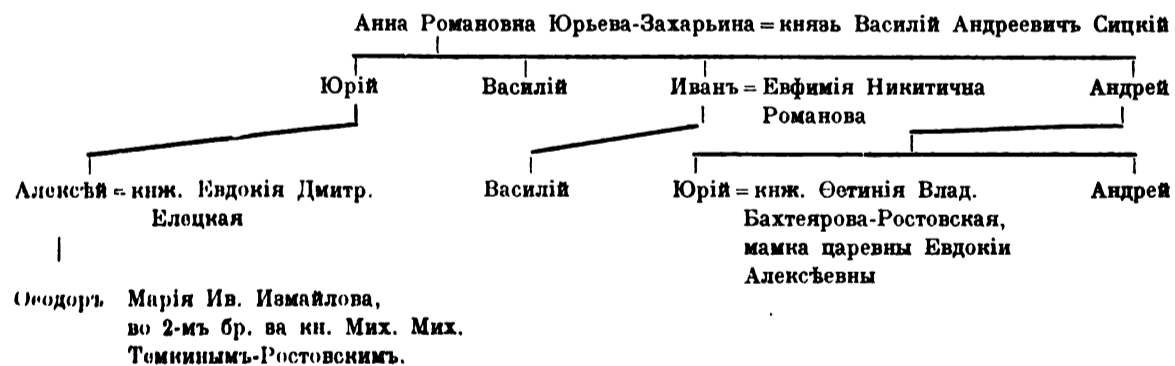 Анна Романовна Юрьева-Захарьина = князь Василій Андреевичъ Сицкій
Юрій Василій Иванъ = Евфимія Никитична Андрей
Романова
Алексѣй = княж. Евдокія Дмитр. Василій Юрій = княж. Ѳетинія Влад. Андрей
Елецкая Бахтеярова-Ростовская,
мамка царевны Евдокіи
Алексѣевны
Ѳеодоръ Марія Ив. Измайлова,
во 2-мъ бр. за кн. Мих. Мих.
Темкинымъ-Ростовскимъ.